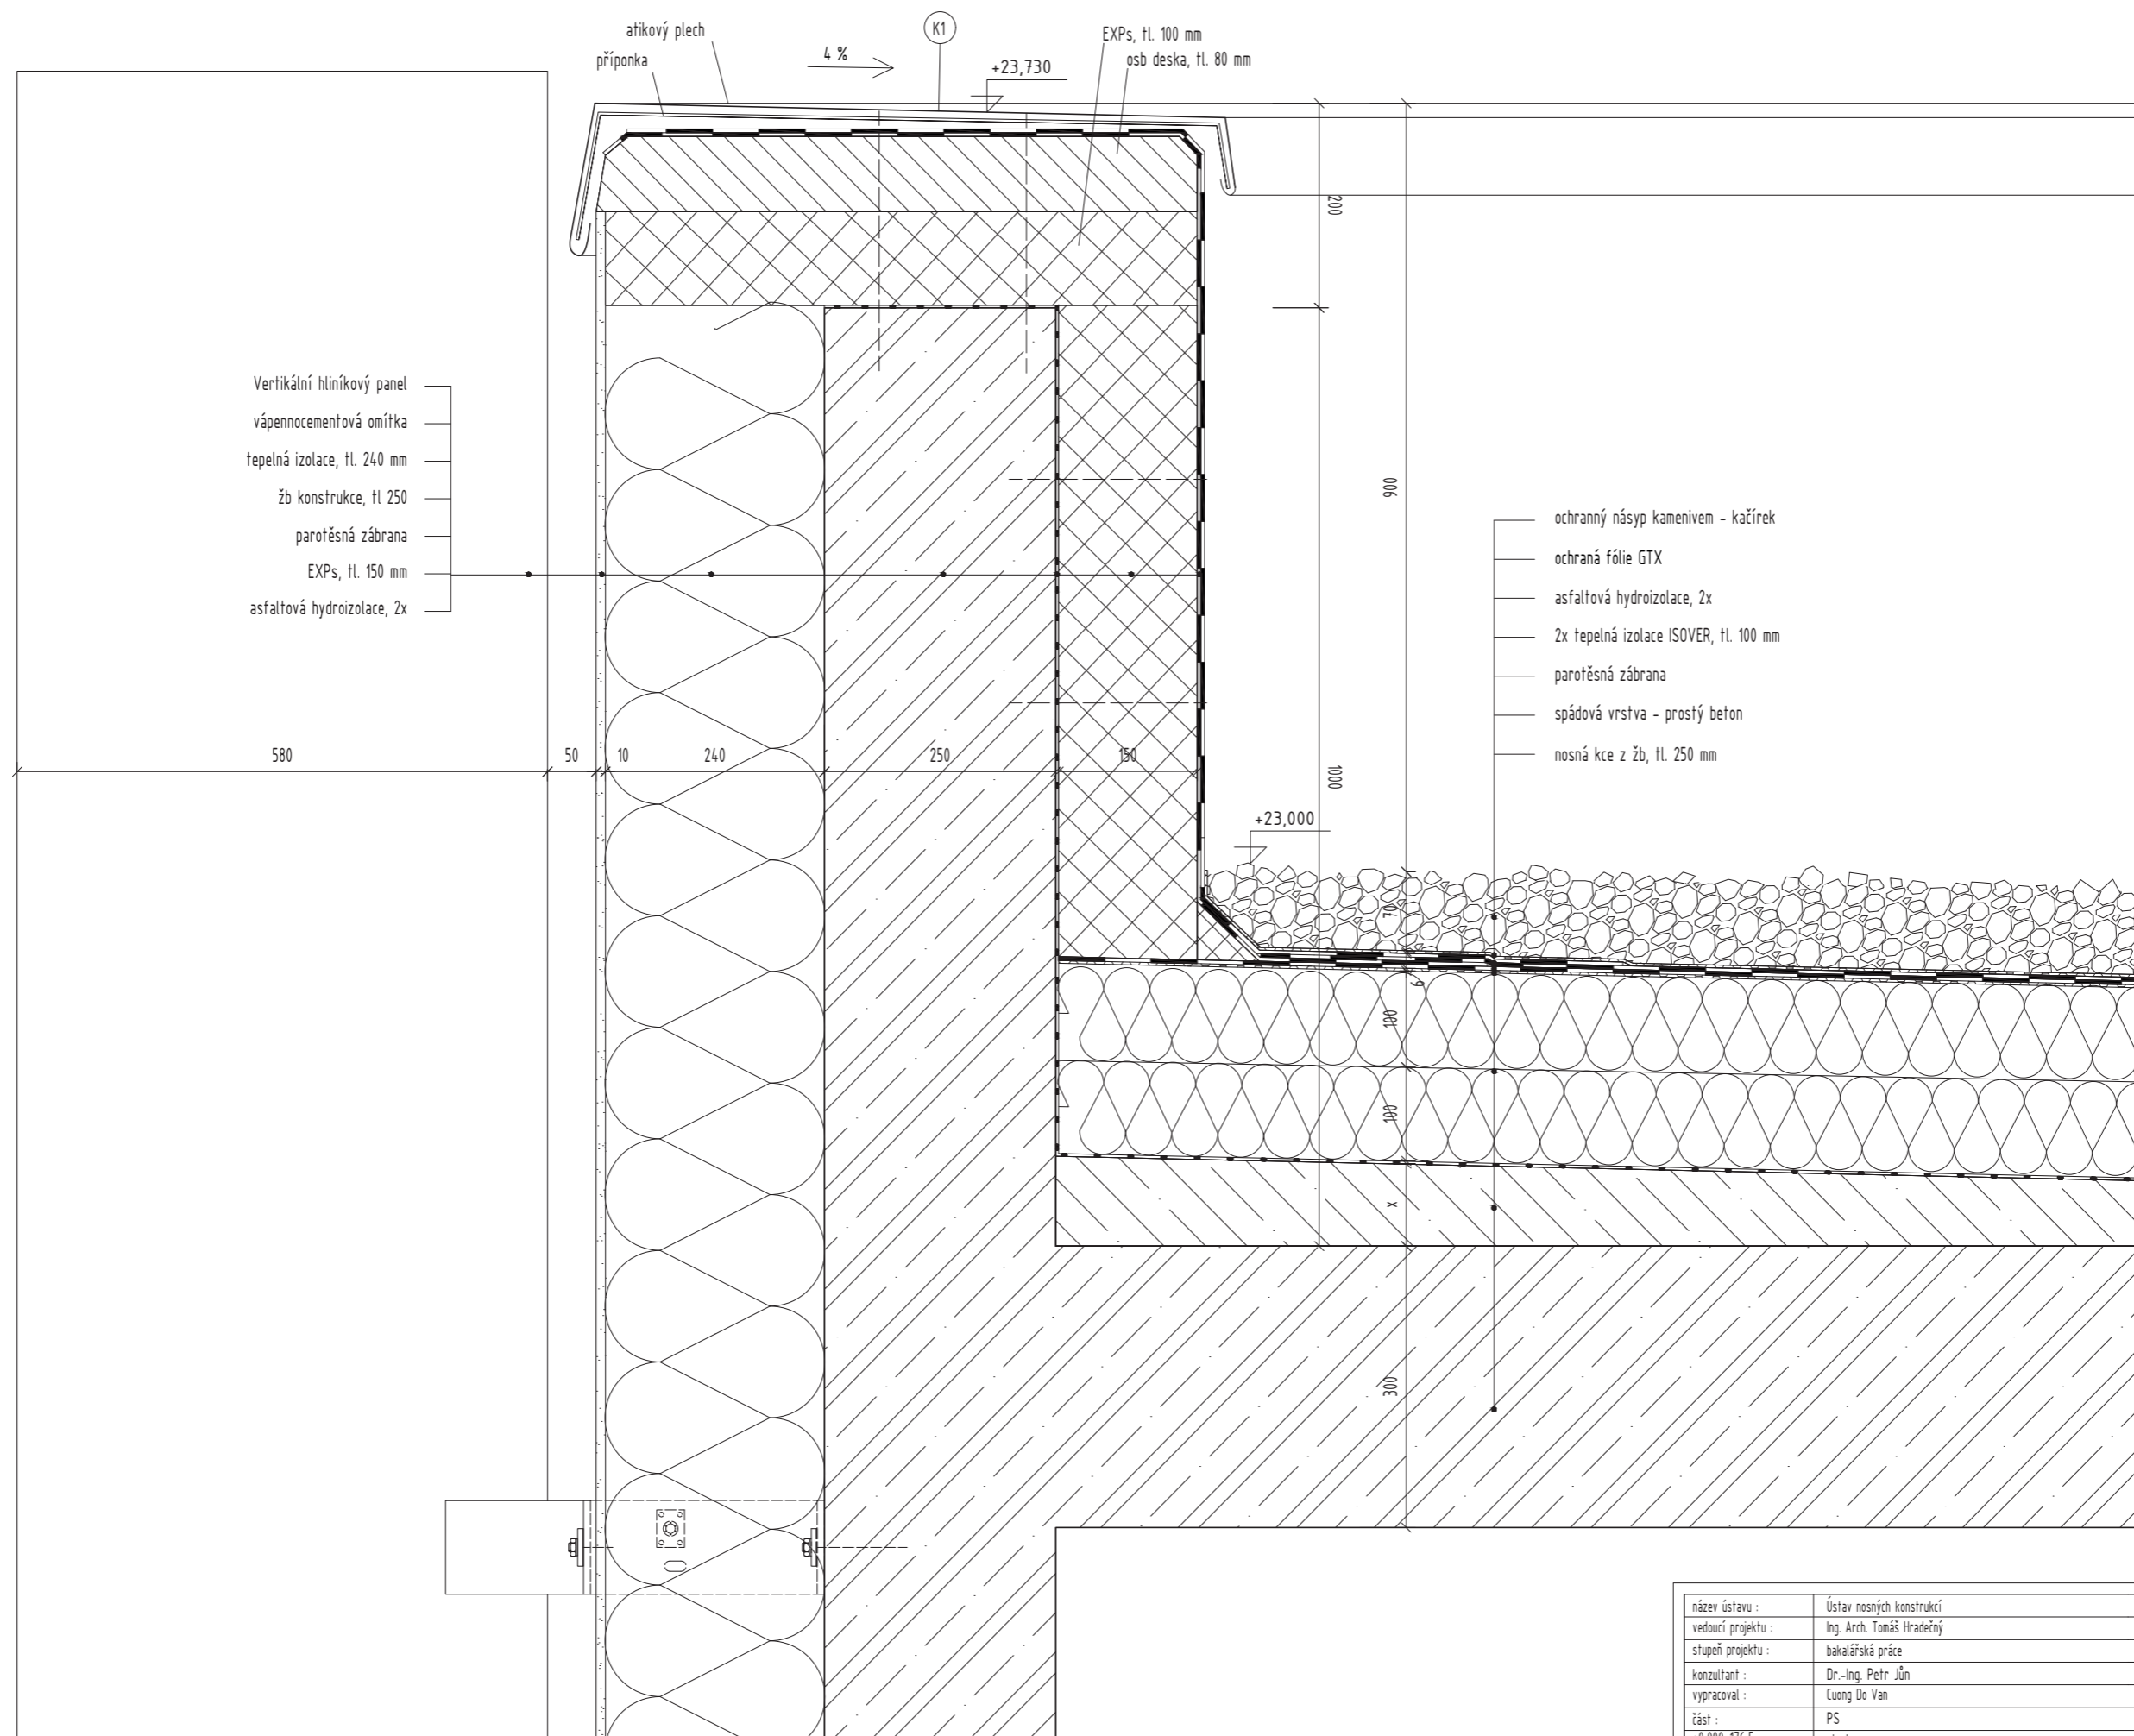 atikový plech
příponka
4 %
K1
+23,730
EXPs, tl. 100 mm
osb deska, tl. 80 mm
200
900
Vertikální hliníkový panel
vápennocementová omítka
tepelná izolace, tl. 240 mm
žb konstrukce, tl 250
parotěsná zábrana
EXPs, tl. 150 mm
asfaltová hydroizolace, 2x
ochranný násyp kamenivem - kačírek
ochraná fólie GTX
asfaltová hydroizolace, 2x
2x tepelná izolace ISOVER, tl. 100 mm
parotěsná zábrana
spádová vrstva - prostý beton
nosná kce z žb, tl. 250 mm
580
50
10
240
250
150
1000
+23,000
70
9
100
100
x
300
název ústavu :
Ústav nosných konstrukcí
vedoucí projektu :
Ing. Arch. Tomáš Hradečný
stupeň projektu :
bakalářská práce
konzultant :
Dr.-Ing. Petr Jůn
vypracoval :
Cuong Do Van
část :
PS